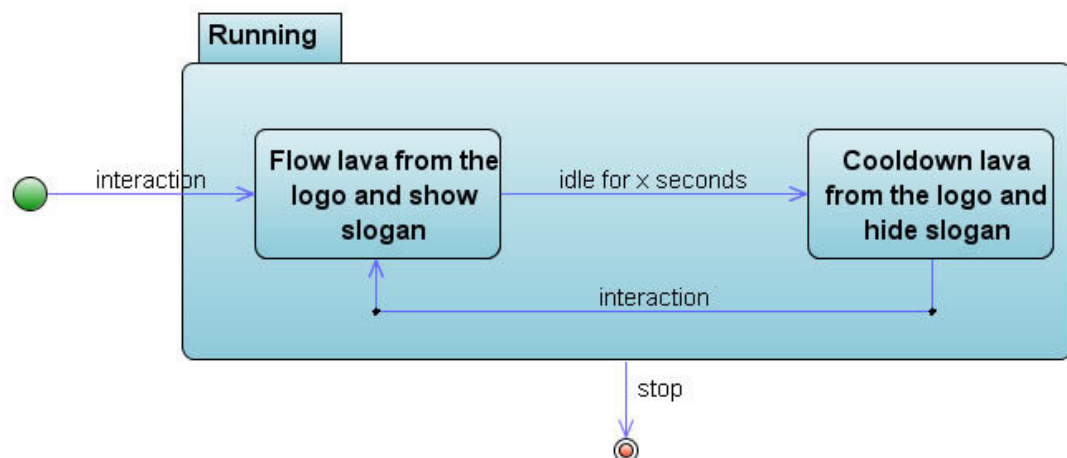 Running
interaction
Flow lava from the
logo and show
slogan
idle for x seconds
Cooldown lava
from the logo and
hide slogan
interaction
stop